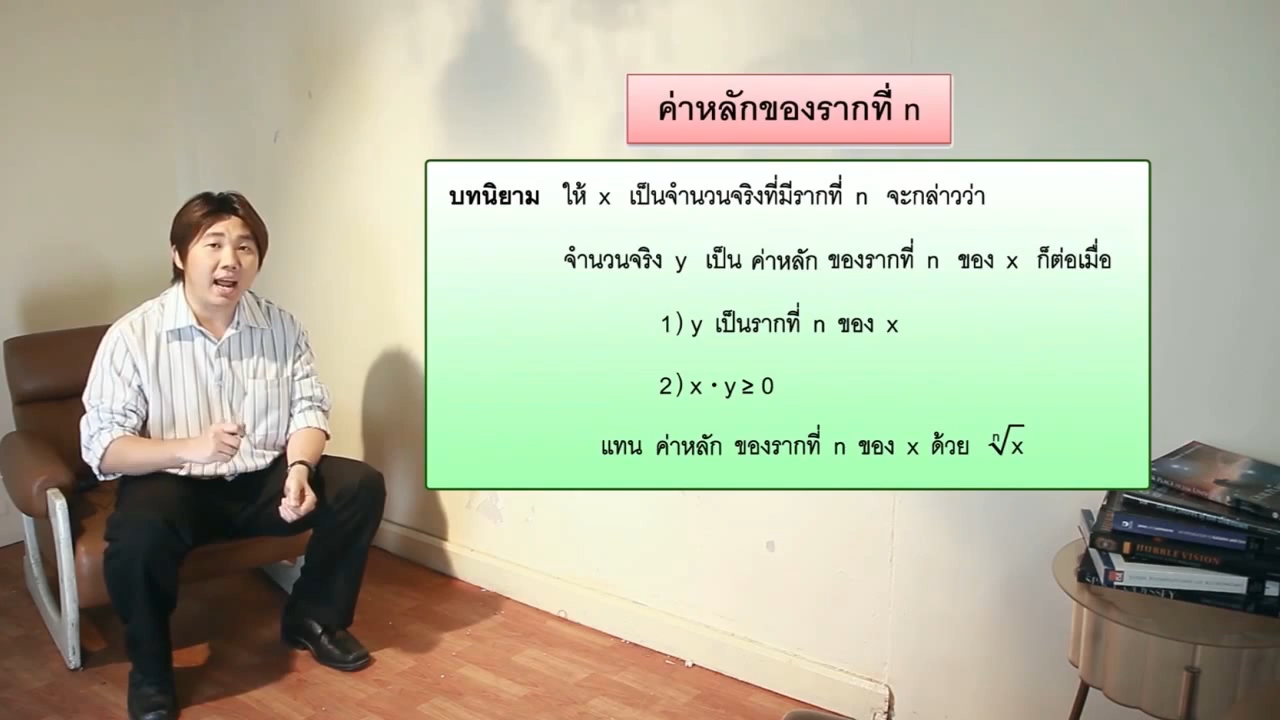 ค่าหลักของรากที่ n
บทนิยาม ให้ x เป็นจำนวนจริงที่มีรากที่ n จะกล่าวว่า
จำนวนจริง y เป็น ค่าหลัก ของรากที่ n ของ x ก็ต่อเมื่อ
1) y เป็นรากที่ n ของ x
2) x · y ≥ 0
แทน ค่าหลัก ของรากที่ n ของ x ด้วย ⁿ√x
HUBBLE VISION